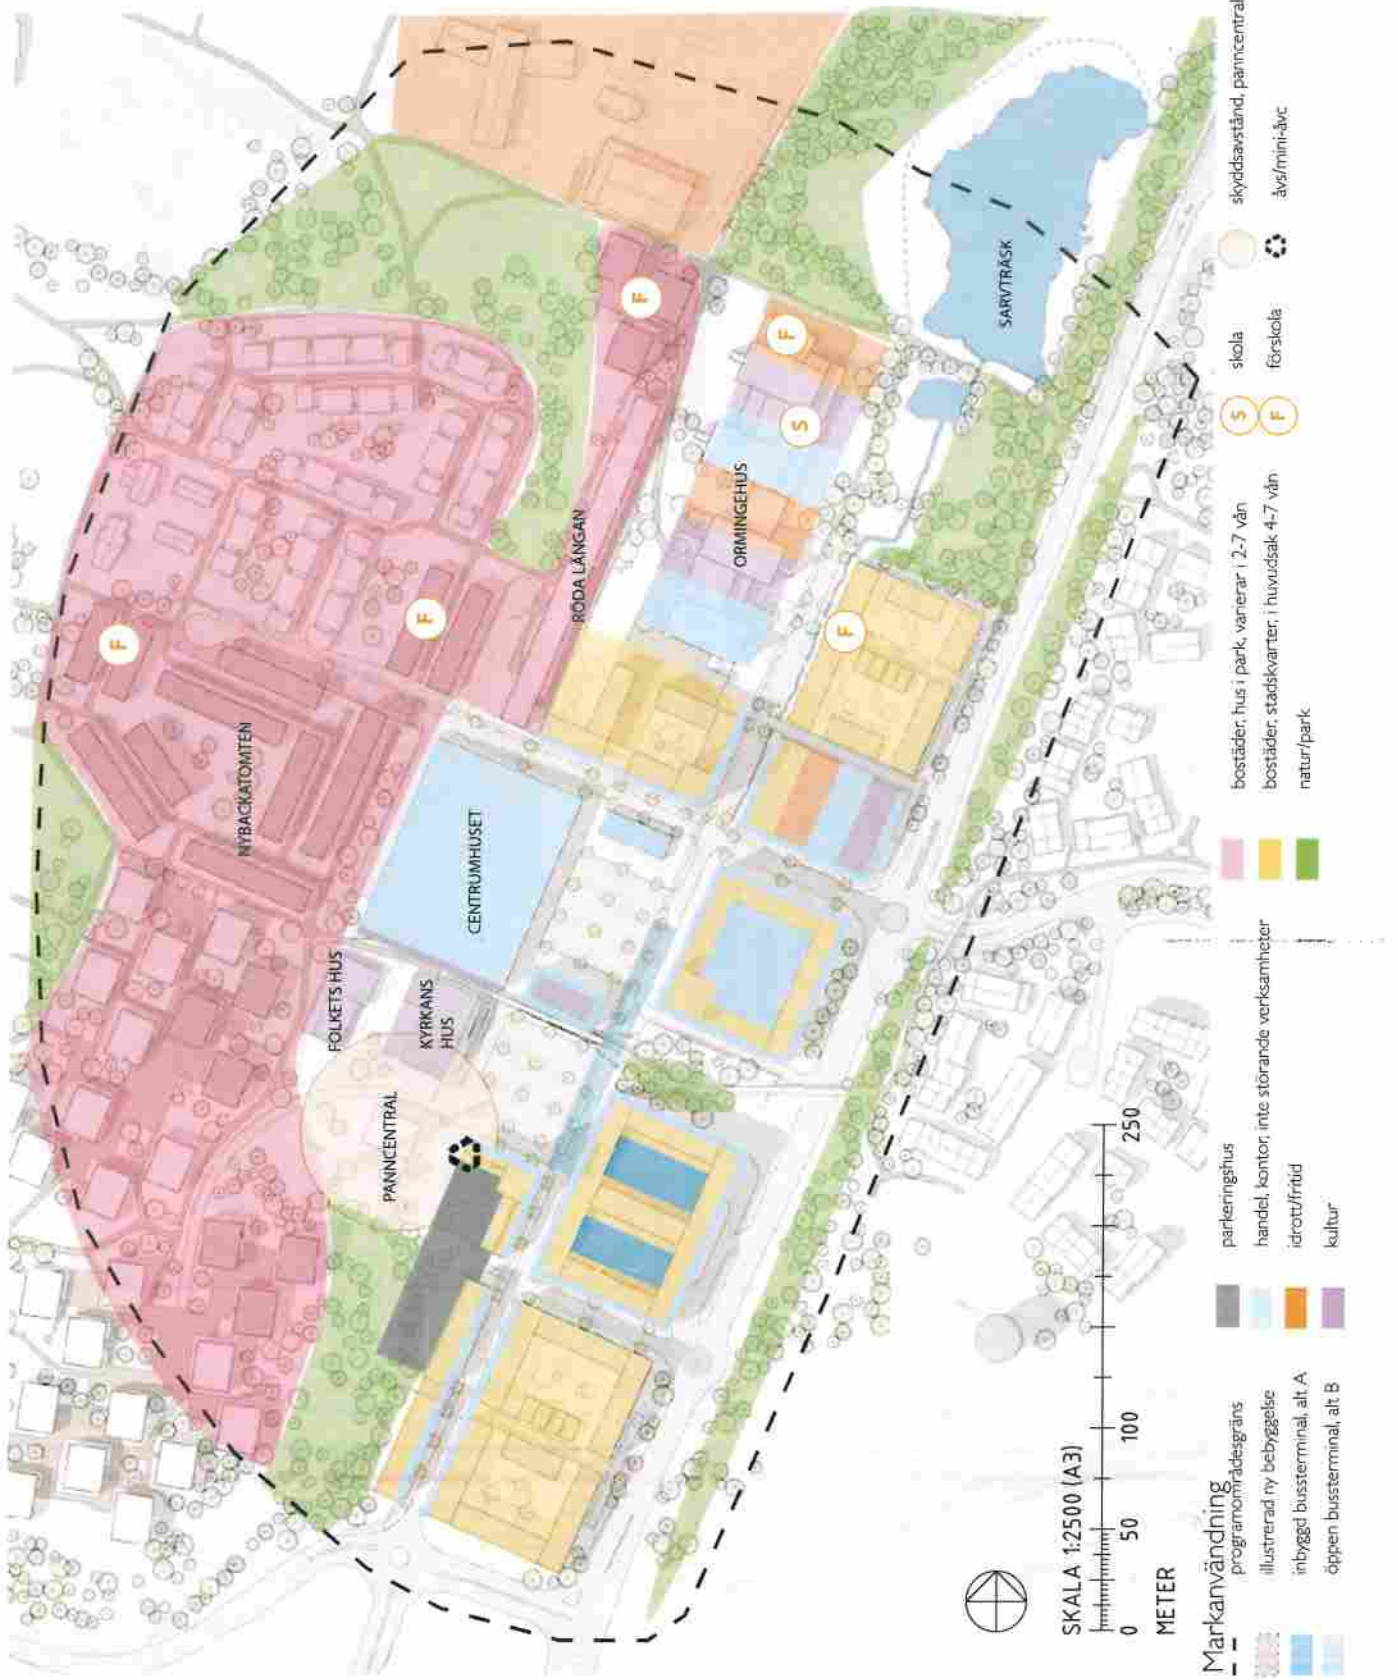 NYBACKATOMTEN
FOLKETS HUS
KYRKANS
HUS
PANNCENTRAL
CENTRUMHUSET
RÖDA LÄNGAN
ORMINGEHUS
SARVTRÄSK
F
F
F
F
S
F
SKALA 1:2500 (A3)
0 50 100 250
METER
Markanvändning
programområdesgräns
illustrerad ny bebyggelse
inbyggd bussterminal, alt A
öppen bussterminal, alt B
parkeringshus
handel, kontor, inte störande verksamheter
idrott/fritid
kultur
bostäder, hus i park, varierar i 2-7 vån
bostäder, stadskvarter, i huvudsak 4-7 vån
natur/park
S skola
F förskola
skyddsavstånd, panncentral
åvs/mini-åvc